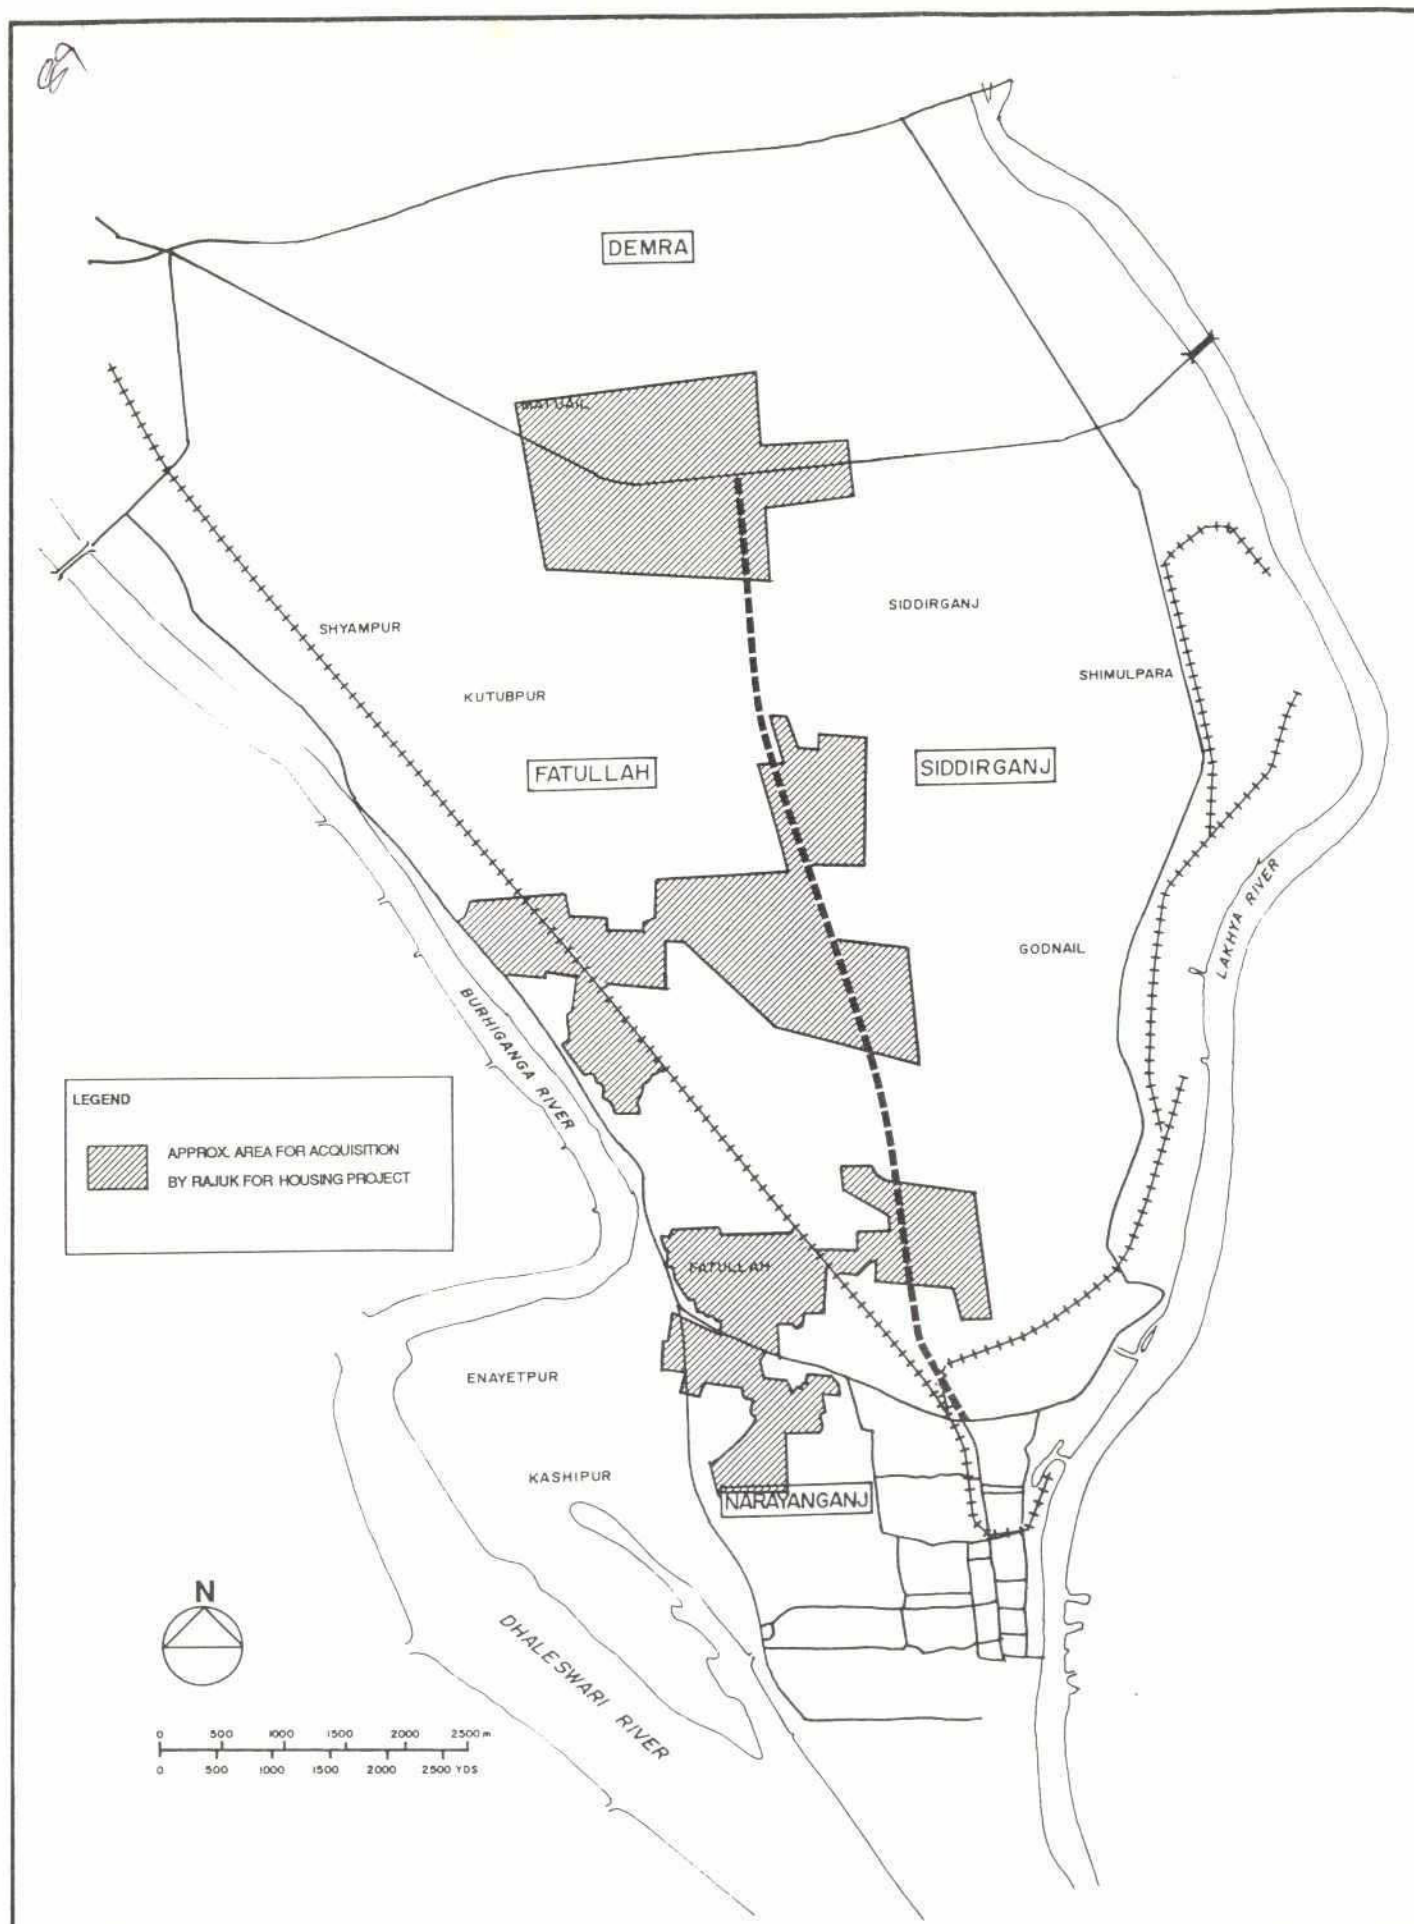 DEMRA
MATUAIL
SIDDIRGANJ
SHYAMPUR
SHIMULPARA
KUTUBPUR
FATULLAH
SIDDIRGANJ
GODNAIL
LAKHYA RIVER
BURHIGANGA RIVER
LEGEND
APPROX. AREA FOR ACQUISITION
BY RAJUK FOR HOUSING PROJECT
FATULLAH
ENAYETPUR
KASHIPUR
NARAYANGANJ
N
DHALESWARI RIVER
0 500 1000 1500 2000 2500 m
0 500 1000 1500 2000 2500 YDS